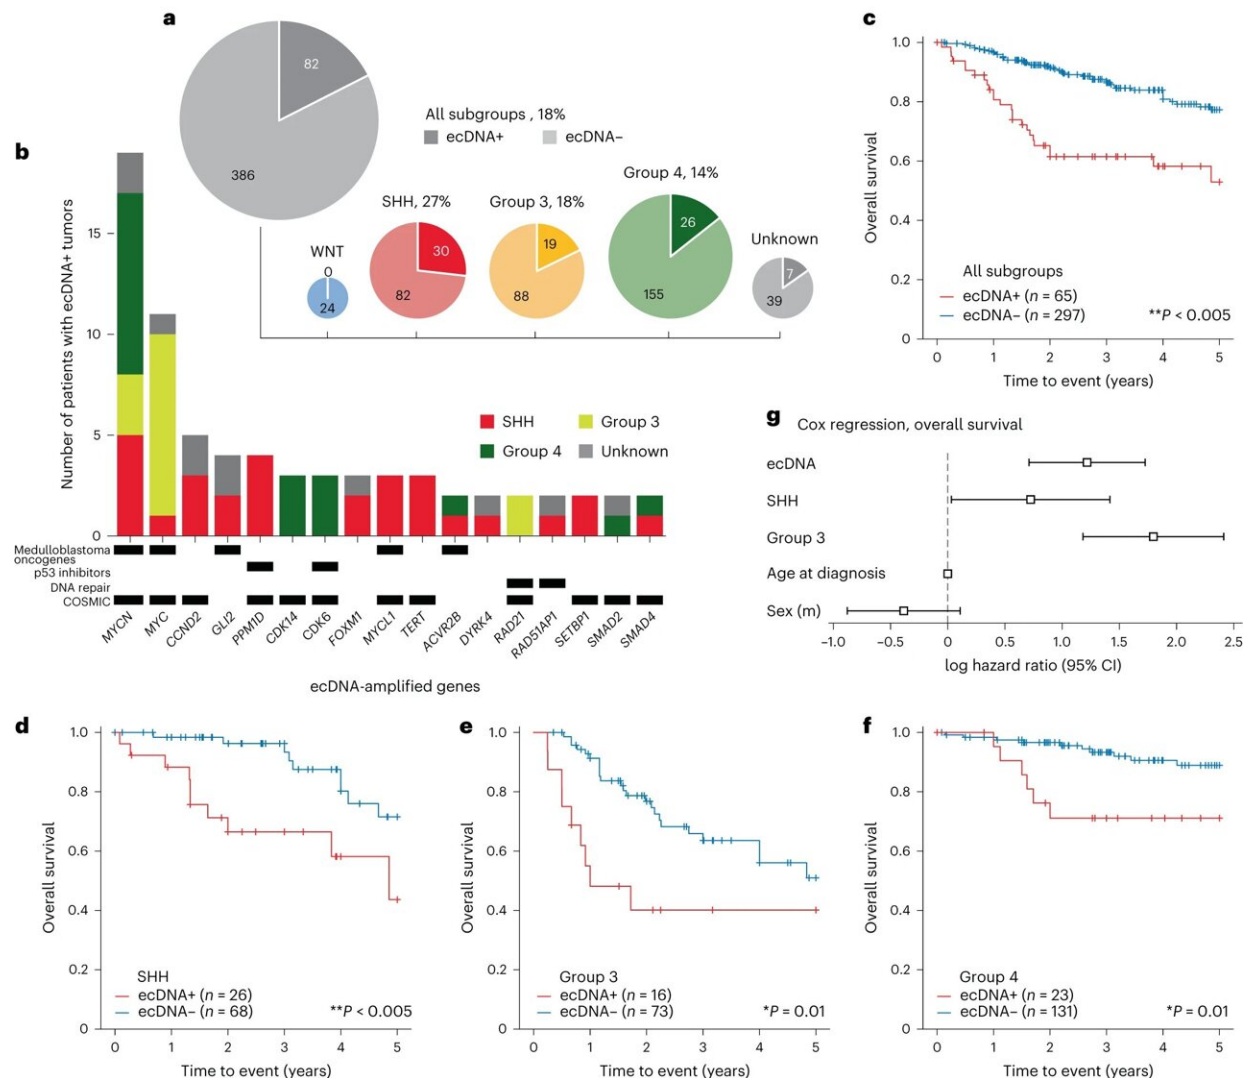 a
82
386
All subgroups , 18%
ecDNA+ ecDNA−
WNT
0
24
SHH, 27%
30
82
Group 3, 18%
19
88
Group 4, 14%
26
155
Unknown
7
39
b
Number of patients with ecDNA+ tumors
15
10
5
0
SHH Group 3
Group 4 Unknown
Medulloblastoma
oncogenes
p53 inhibitors
DNA repair
COSMIC
MYCN MYC CCND2 GLI2 PPM1D CDK14 CDK6 FOXM1 MYCL1 TERT ACVR2B DYRK4 RAD21 RAD51AP1 SETBP1 SMAD2 SMAD4
ecDNA-amplified genes
c
Overall survival
1.0
0.8
0.6
0.4
0.2
0
All subgroups
ecDNA+ (n = 65)
ecDNA− (n = 297) **P < 0.005
0 1 2 3 4 5
Time to event (years)
g Cox regression, overall survival
ecDNA
SHH
Group 3
Age at diagnosis
Sex (m)
−1.0 −0.5 0 0.5 1.0 1.5 2.0 2.5
log hazard ratio (95% CI)
d
Overall survival
1.0
0.8
0.6
0.4
0.2
0
SHH
ecDNA+ (n = 26)
ecDNA− (n = 68) **P < 0.005
0 1 2 3 4 5
Time to event (years)
e
Overall survival
1.0
0.8
0.6
0.4
0.2
0
Group 3
ecDNA+ (n = 16)
ecDNA− (n = 73) *P = 0.01
0 1 2 3 4 5
Time to event (years)
f
Overall survival
1.0
0.8
0.6
0.4
0.2
0
Group 4
ecDNA+ (n = 23)
ecDNA− (n = 131) *P = 0.01
0 1 2 3 4 5
Time to event (years)